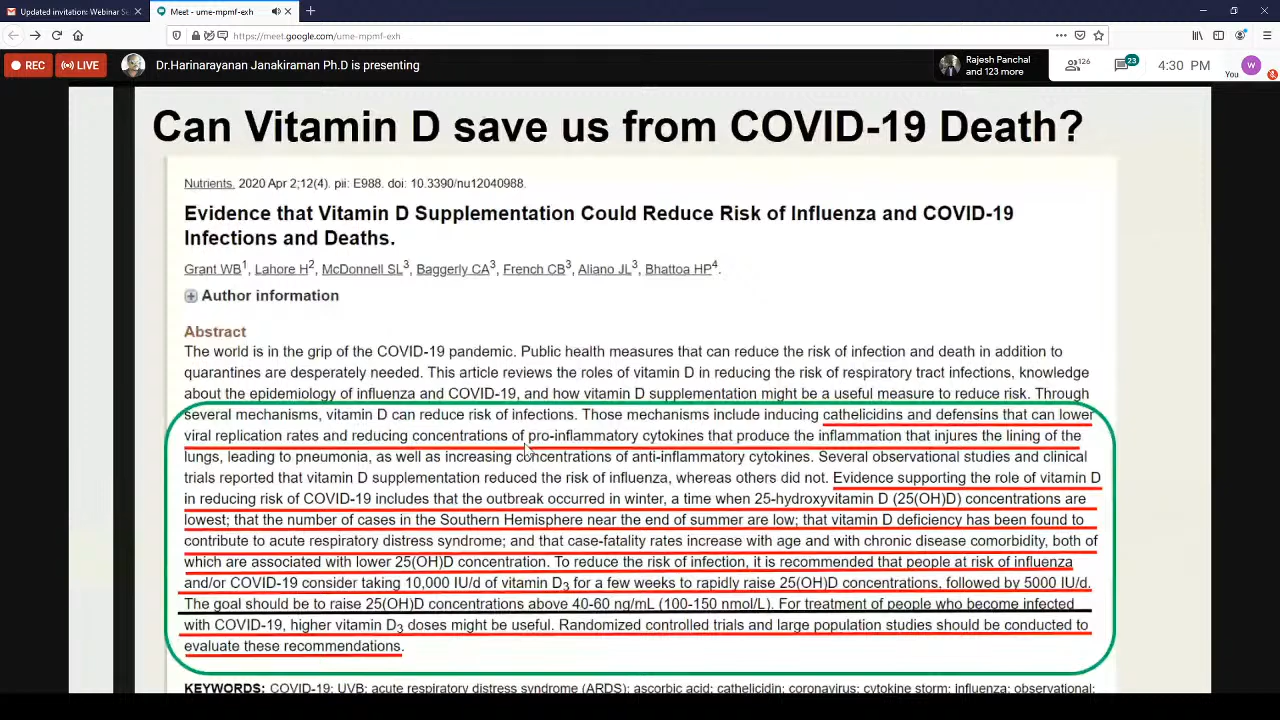 Updated invitation: Webinar Se
Meet - ume-mpmf-exh
https://meet.google.com/ume-mpmf-exh
REC
LIVE
Dr.Harinarayanan Janakiraman Ph.D is presenting
Rajesh Panchal
and 123 more
126
23
4:30 PM
You
W
Can Vitamin D save us from COVID-19 Death?
Nutrients. 2020 Apr 2;12(4). pii: E988. doi: 10.3390/nu12040988.
Evidence that Vitamin D Supplementation Could Reduce Risk of Influenza and COVID-19
Infections and Deaths.
Grant WB1, Lahore H2, McDonnell SL3, Baggerly CA3, French CB3, Aliano JL3, Bhattoa HP4.
Author information
Abstract
The world is in the grip of the COVID-19 pandemic. Public health measures that can reduce the risk of infection and death in addition to
quarantines are desperately needed. This article reviews the roles of vitamin D in reducing the risk of respiratory tract infections, knowledge
about the epidemiology of influenza and COVID-19, and how vitamin D supplementation might be a useful measure to reduce risk. Through
several mechanisms, vitamin D can reduce risk of infections. Those mechanisms include inducing cathelicidins and defensins that can lower
viral replication rates and reducing concentrations of pro-inflammatory cytokines that produce the inflammation that injures the lining of the
lungs, leading to pneumonia, as well as increasing concentrations of anti-inflammatory cytokines. Several observational studies and clinical
trials reported that vitamin D supplementation reduced the risk of influenza, whereas others did not. Evidence supporting the role of vitamin D
in reducing risk of COVID-19 includes that the outbreak occurred in winter, a time when 25-hydroxyvitamin D (25(OH)D) concentrations are
lowest; that the number of cases in the Southern Hemisphere near the end of summer are low; that vitamin D deficiency has been found to
contribute to acute respiratory distress syndrome; and that case-fatality rates increase with age and with chronic disease comorbidity, both of
which are associated with lower 25(OH)D concentration. To reduce the risk of infection, it is recommended that people at risk of influenza
and/or COVID-19 consider taking 10,000 IU/d of vitamin D3 for a few weeks to rapidly raise 25(OH)D concentrations, followed by 5000 IU/d.
The goal should be to raise 25(OH)D concentrations above 40-60 ng/mL (100-150 nmol/L). For treatment of people who become infected
with COVID-19, higher vitamin D3 doses might be useful. Randomized controlled trials and large population studies should be conducted to
evaluate these recommendations.
KEYWORDS: COVID-19; UVB; acute respiratory distress syndrome (ARDS); ascorbic acid; cathelicidin; coronavirus; cytokine storm; influenza; observational;